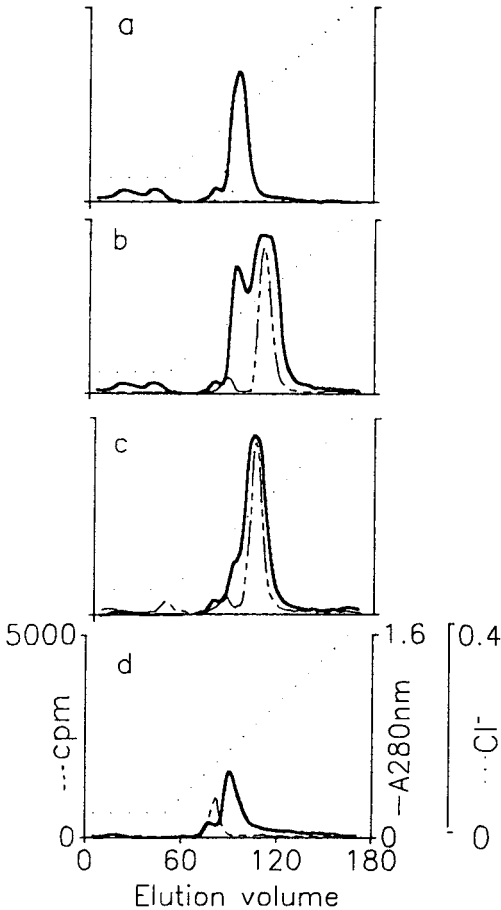 a
b
c
d
5000
0
---cpm
1.6
0
—A280nm
0.4
0
···Cl-
0 60 120 180
Elution volume